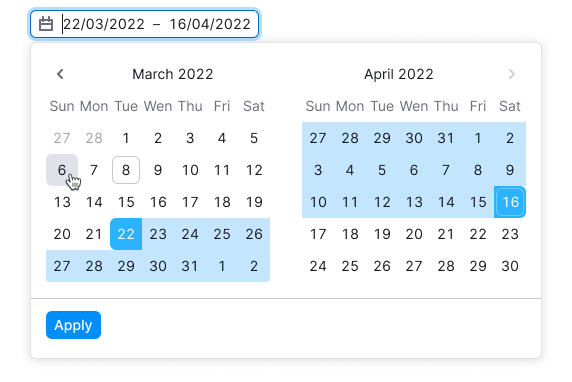 22/03/2022 – 16/04/2022
March 2022
Sun Mon Tue Wen Thu Fri Sat
27 28 1 2 3 4 5
6 7 8 9 10 11 12
13 14 15 16 17 18 19
20 21 22 23 24 25 26
27 28 29 30 31 1 2
April 2022
Sun Mon Tue Wen Thu Fri Sat
27 28 29 30 31 1 2
3 4 5 6 7 8 9
10 11 12 13 14 15 16
17 18 19 20 21 22 23
24 25 26 27 28 29 30
Apply